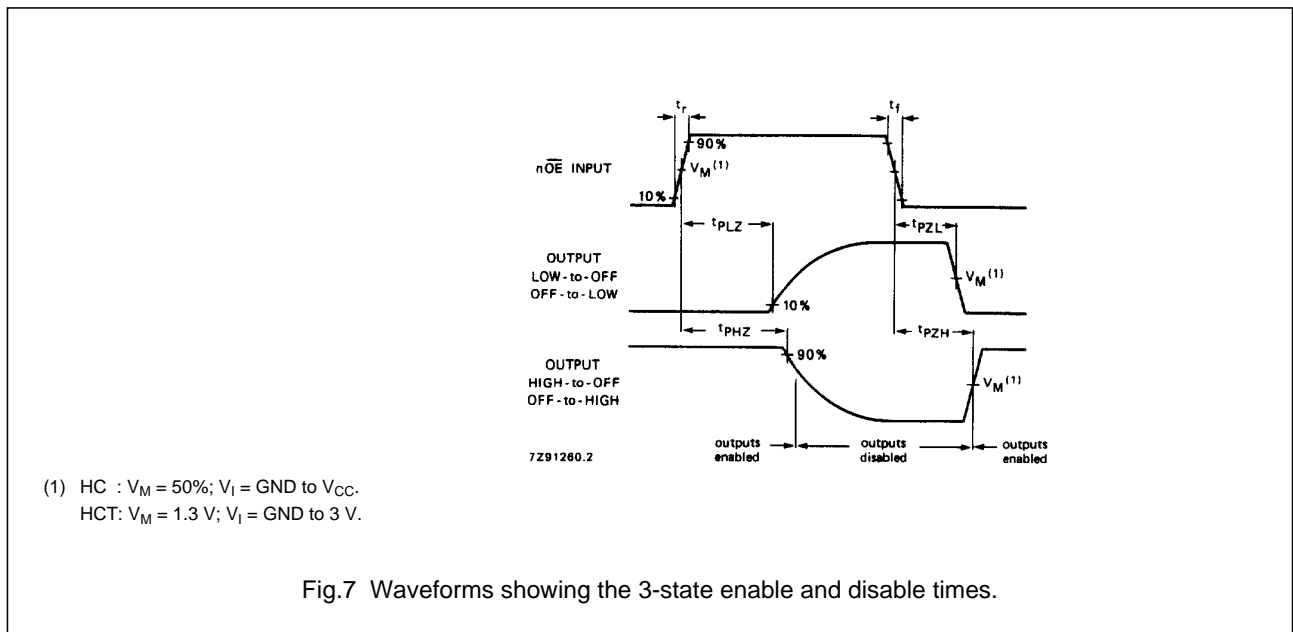 tr
tf
90%
nOE INPUT
VM(1)
10%
tPLZ
tPZL
OUTPUT
LOW-to-OFF
OFF-to-LOW
VM(1)
10%
tPHZ
tPZH
90%
OUTPUT
HIGH-to-OFF
OFF-to-HIGH
VM(1)
outputs enabled
outputs disabled
outputs enabled
7Z91260.2
(1) HC : VM = 50%; VI = GND to VCC.
HCT: VM = 1.3 V; VI = GND to 3 V.
Fig.7 Waveforms showing the 3-state enable and disable times.